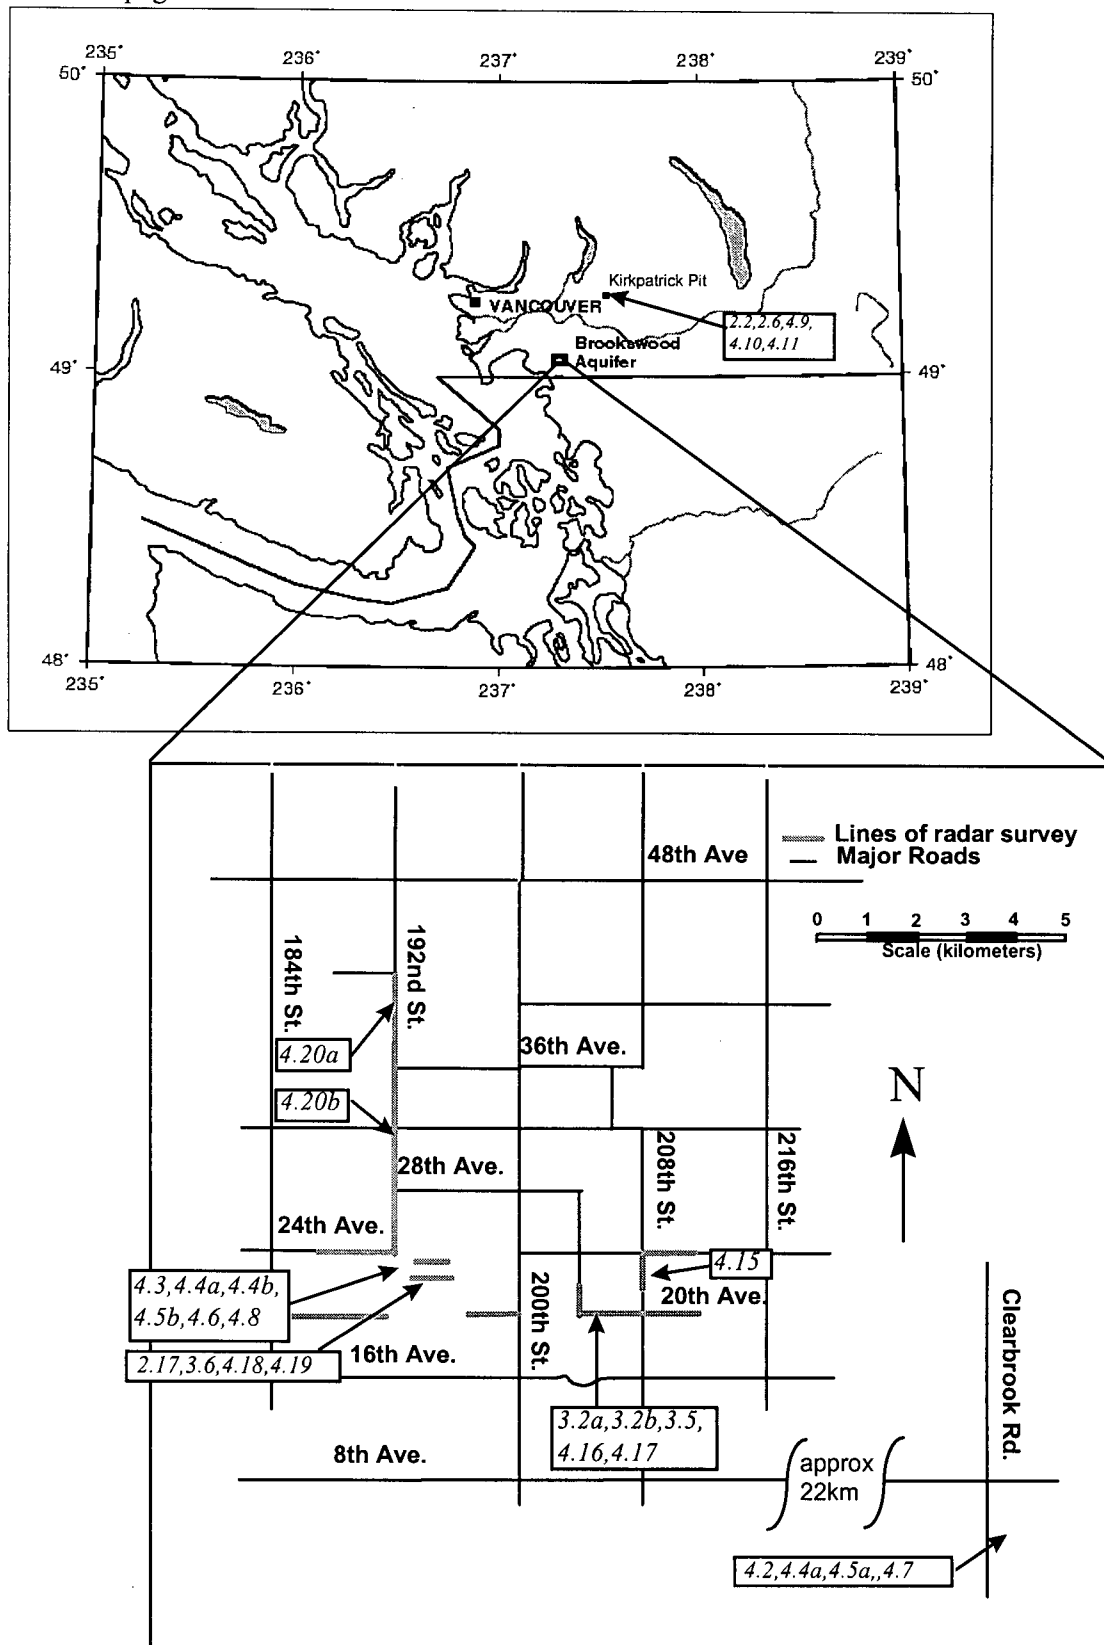 235° 236° 237° 238° 239°
50° 50°
Kirkpatrick Pit
VANCOUVER
2.2,2.6,4.9,
4.10,4.11
Brookswood
Aquifer
49° 49°
48° 48°
235° 236° 237° 238° 239°
Lines of radar survey
Major Roads
48th Ave
0 1 2 3 4 5
Scale (kilometers)
184th St.
192nd St.
4.20a
36th Ave.
N
4.20b
28th Ave.
208th St.
216th St.
24th Ave.
4.15
4.3,4.4a,4.4b,
4.5b,4.6,4.8
20th Ave.
200th St.
Clearbrook Rd.
2.17,3.6,4.18,4.19
16th Ave.
3.2a,3.2b,3.5,
4.16,4.17
8th Ave.
approx
22km
4.2,4.4a,4.5a,,4.7